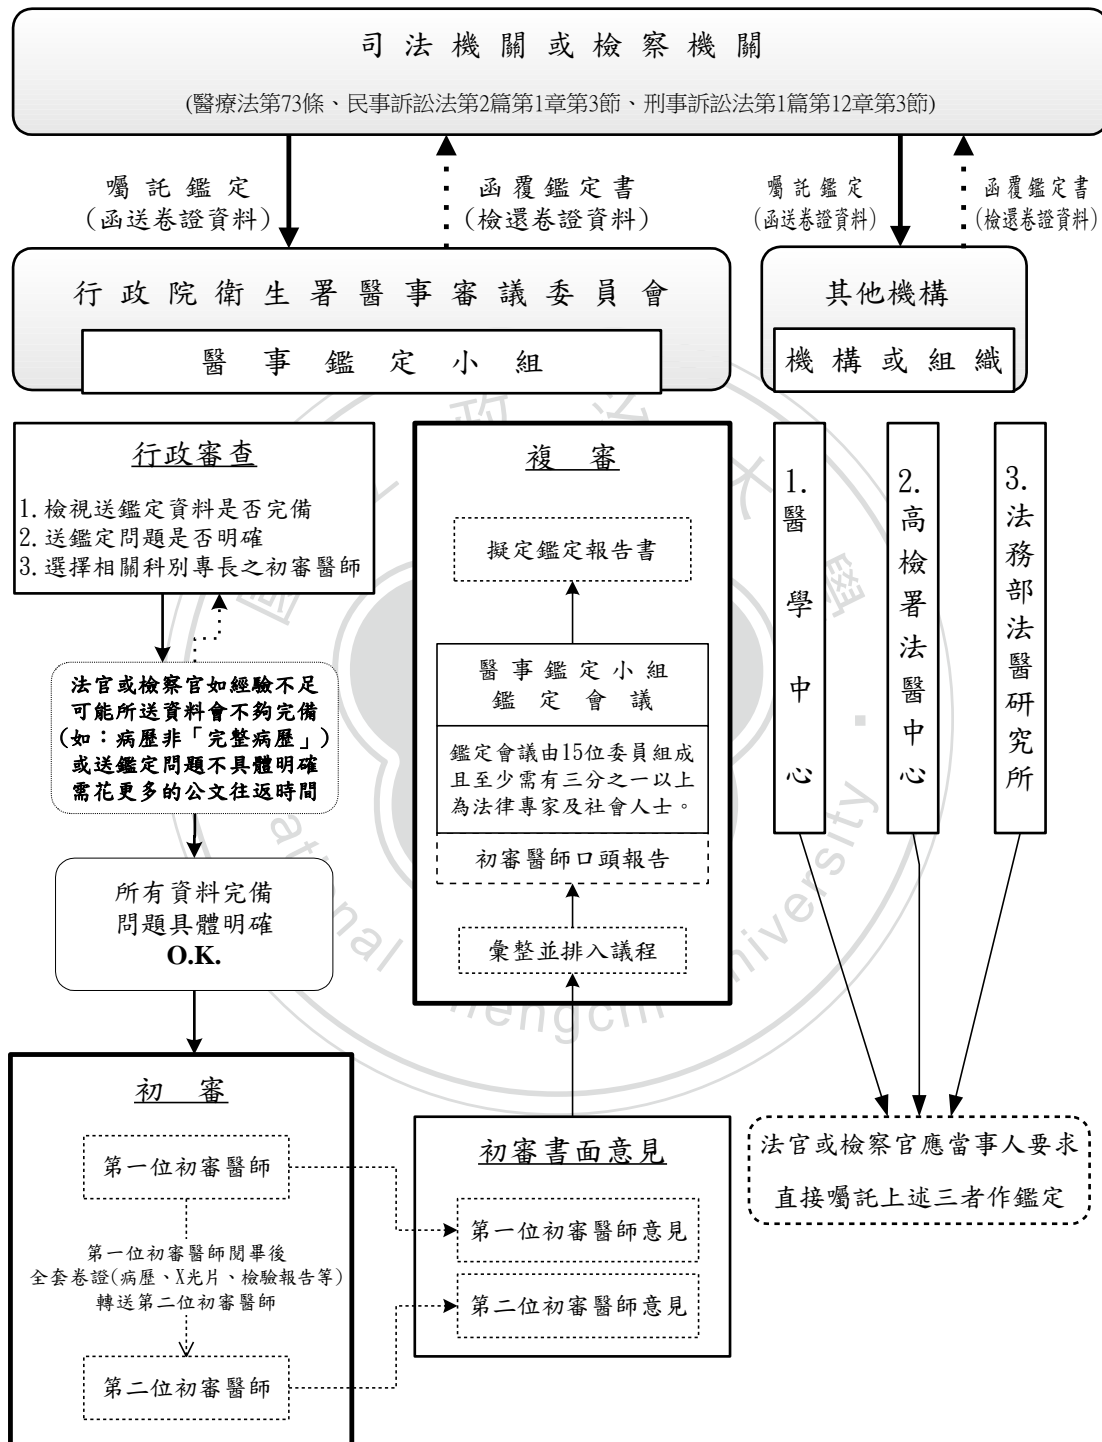 司法機關或檢察機關
(醫療法第73條、民事訴訟法第2篇第1章第3節、刑事訴訟法第1篇第12章第3節)
囑託鑑定
(函送卷證資料)
函覆鑑定書
(檢還卷證資料)
囑託鑑定
(函送卷證資料)
函覆鑑定書
(檢還卷證資料)
行政院衛生署醫事審議委員會
醫事鑑定小組
其他機構
機構或組織
行政審查
1.檢視送鑑定資料是否完備
2.送鑑定問題是否明確
3.選擇相關科別專長之初審醫師
法官或檢察官如經驗不足
可能所送資料會不夠完備
(如：病歷非「完整病歷」)
或送鑑定問題不具體明確
需花更多的公文往返時間
所有資料完備
問題具體明確
O.K.
初審
第一位初審醫師
第一位初審醫師閱畢後
全套卷證(病歷、X光片、檢驗報告等)
轉送第二位初審醫師
第二位初審醫師
複審
擬定鑑定報告書
醫事鑑定小組
鑑定會議
鑑定會議由15位委員組成
且至少需有三分之一以上
為法律專家及社會人士。
初審醫師口頭報告
彙整並排入議程
初審書面意見
第一位初審醫師意見
第二位初審醫師意見
1.醫學中心
2.高檢署法醫中心
3.法務部法醫研究所
法官或檢察官應當事人要求
直接囑託上述三者作鑑定